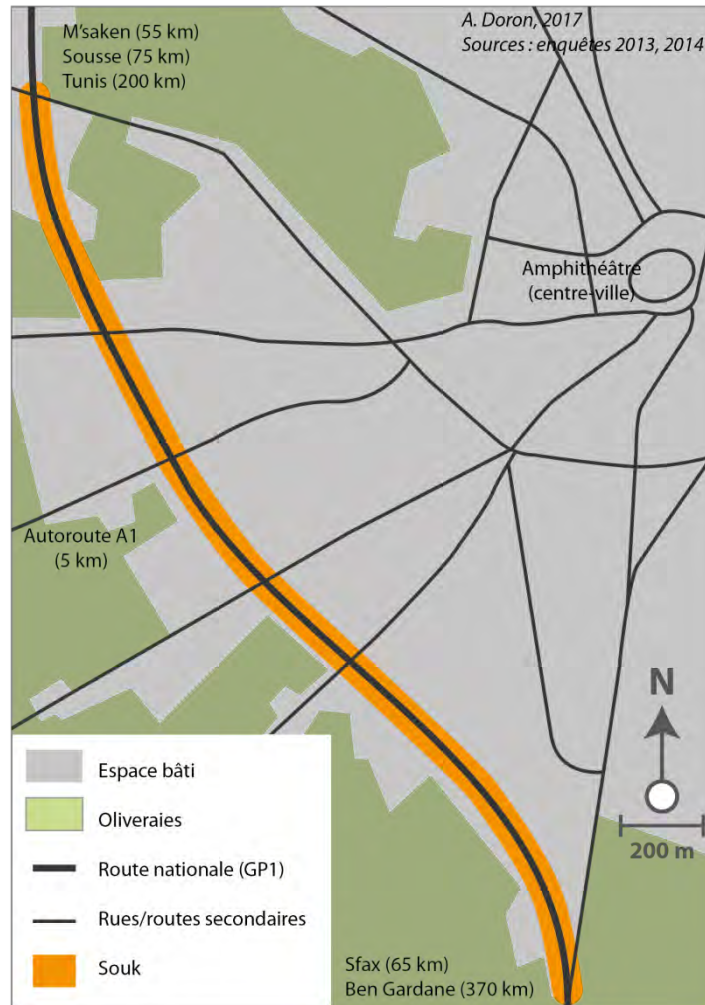 M'saken (55 km)
Sousse (75 km)
Tunis (200 km)
A. Doron, 2017
Sources : enquêtes 2013, 2014
Amphithéâtre
(centre-ville)
Autoroute A1
(5 km)
N
200 m
Espace bâti
Oliveraies
Route nationale (GP1)
Rues/routes secondaires
Souk
Sfax (65 km)
Ben Gardane (370 km)